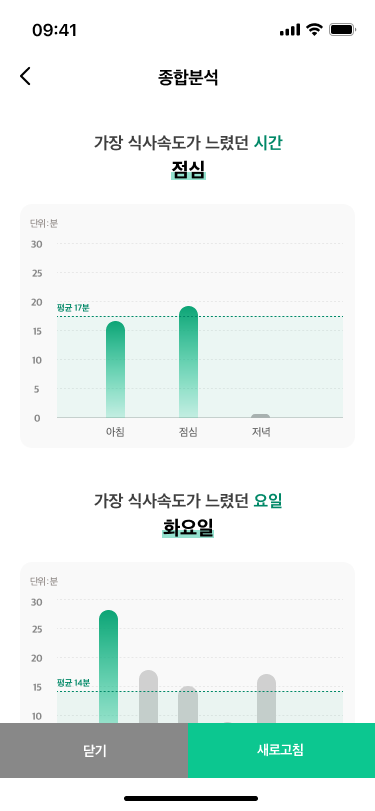 09:41
종합분석
가장 식사속도가 느렸던 시간
점심
단위: 분
30
25
20
평균 17분
15
10
5
0
아침 점심 저녁
가장 식사속도가 느렸던 요일
화요일
단위: 분
30
25
20
평균 14분
15
10
닫기 새로고침